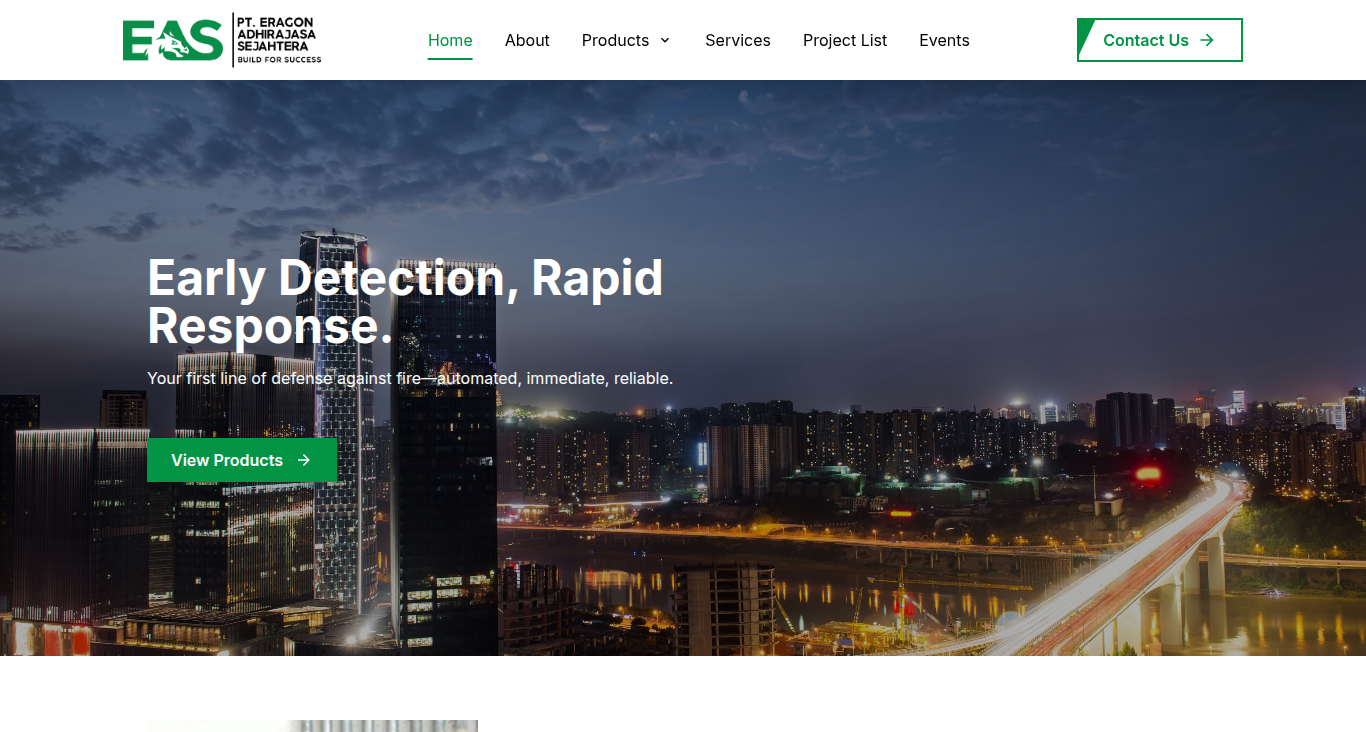 EAS
PT. ERAGON
ADHIRAJASA
SEJAHTERA
BUILD FOR SUCCESS
Home
About
Products
Services
Project List
Events
Contact Us
Early Detection, Rapid
Response.
Your first line of defense against fire—automated, immediate, reliable.
View Products